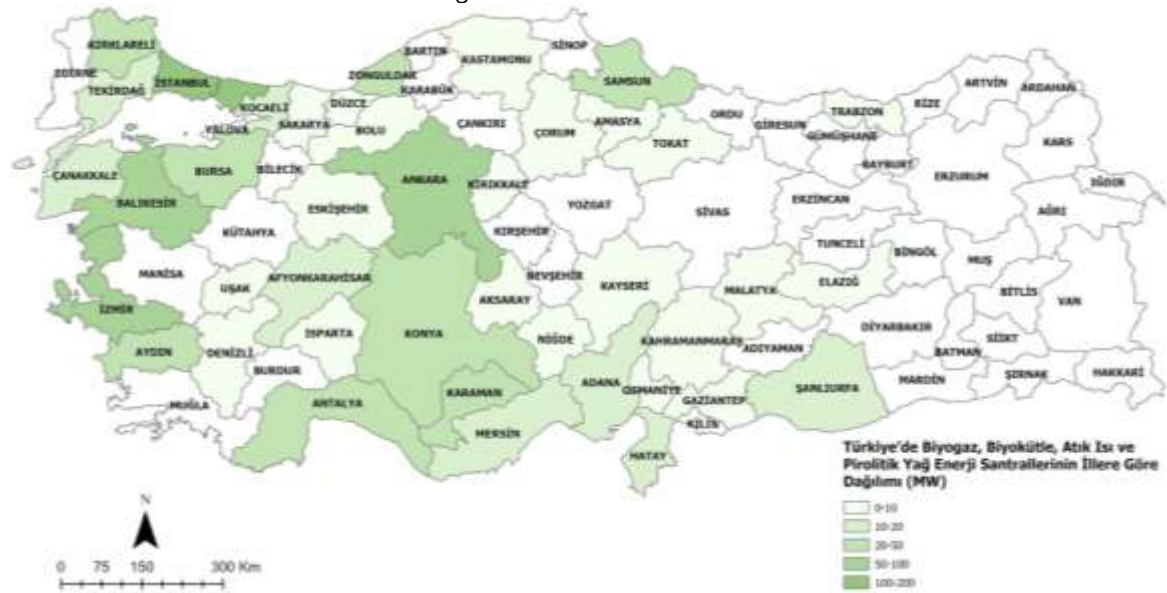 SİNOP
BARTIN
KASTAMONU
KIRKLARELİ
EDİRNE
TEKİRDAĞ
İSTANBUL
ZONGULDAK
KARABÜK
SAMSUN
ARTVİN
ARDAHAN
KOCAELİ
DÜZCE
YALOVA
SAKARYA
BOLU
ÇANKIRI
ÇORUM
AMASYA
ORDU
GİRESUN
TRABZON
RİZE
KARS
GÜMÜŞHANE
BAYBURT
TOKAT
ÇANAKKALE
BURSA
BİLECİK
ANKARA
KIRIKKALE
YOZGAT
SİVAS
ERZİNCAN
ERZURUM
IĞDIR
AĞRI
BALIKESİR
ESKİŞEHİR
KÜTAHYA
KIRŞEHİR
TUNCELİ
BİNGÖL
MUŞ
MANİSA
UŞAK
AFYONKARAHİSAR
NEVŞEHİR
KAYSERİ
MALATYA
ELAZIĞ
BİTLİS
VAN
İZMİR
AKSARAY
ISPARTA
KONYA
NİĞDE
KAHRAMANMARAŞ
ADIYAMAN
DİYARBAKIR
SİİRT
BATMAN
AYDIN
DENİZLİ
BURDUR
MUĞLA
ANTALYA
KARAMAN
MERSİN
ADANA
OSMANİYE
GAZİANTEP
KİLİS
ŞANLIURFA
MARDİN
ŞIRNAK
HAKKARİ
HATAY
Türkiye'de Biyogaz, Biyokütle, Atık Isı ve
Pirolitik Yağ Enerji Santrallerinin İllere Göre
Dağılımı (MW)
0-10
10-20
20-50
50-100
100-200
N
0 75 150 300 Km